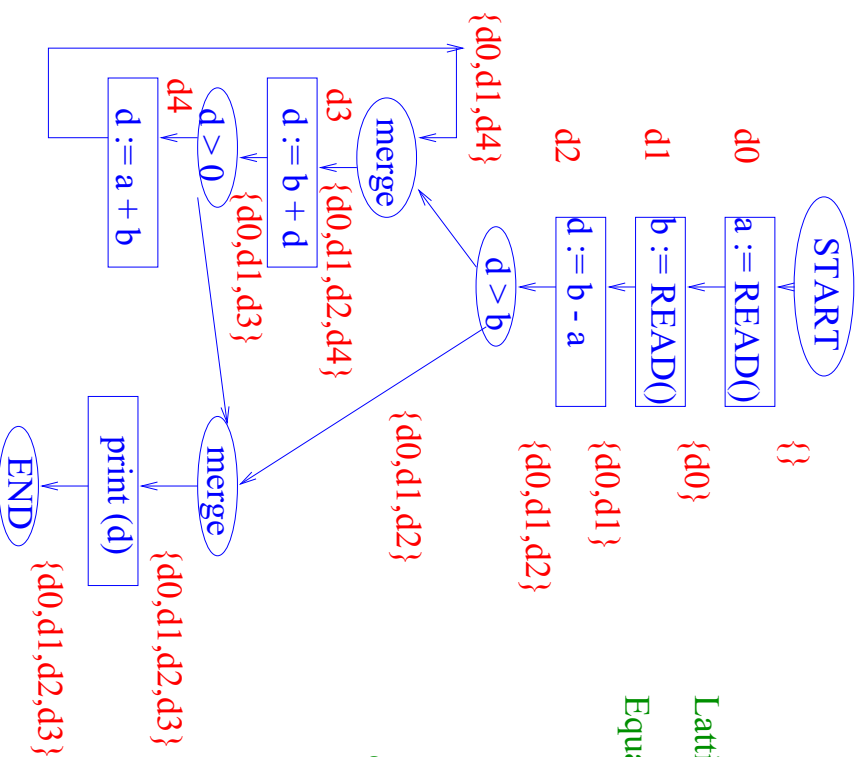 START
{}
d0
a := READ()
{d0}
d1
b := READ()
{d0,d1}
d2
d := b - a
{d0,d1,d2}
d > b
{d0,d1,d4}
{d0,d1,d2}
merge
{d0,d1,d2,d4}
d3
d := b + d
{d0,d1,d3}
d > 0
merge
d4
{d0,d1,d2,d3}
d := a + b
print (d)
END
{d0,d1,d2,d3}
Latti
Equa